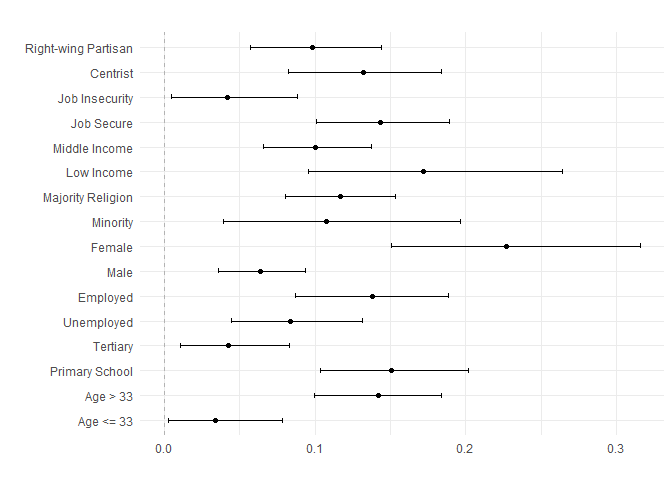 Right-wing Partisan
Centrist
Job Insecurity
Job Secure
Middle Income
Low Income
Majority Religion
Minority
Female
Male
Employed
Unemployed
Tertiary
Primary School
Age > 33
Age <= 33
0.0 0.1 0.2 0.3